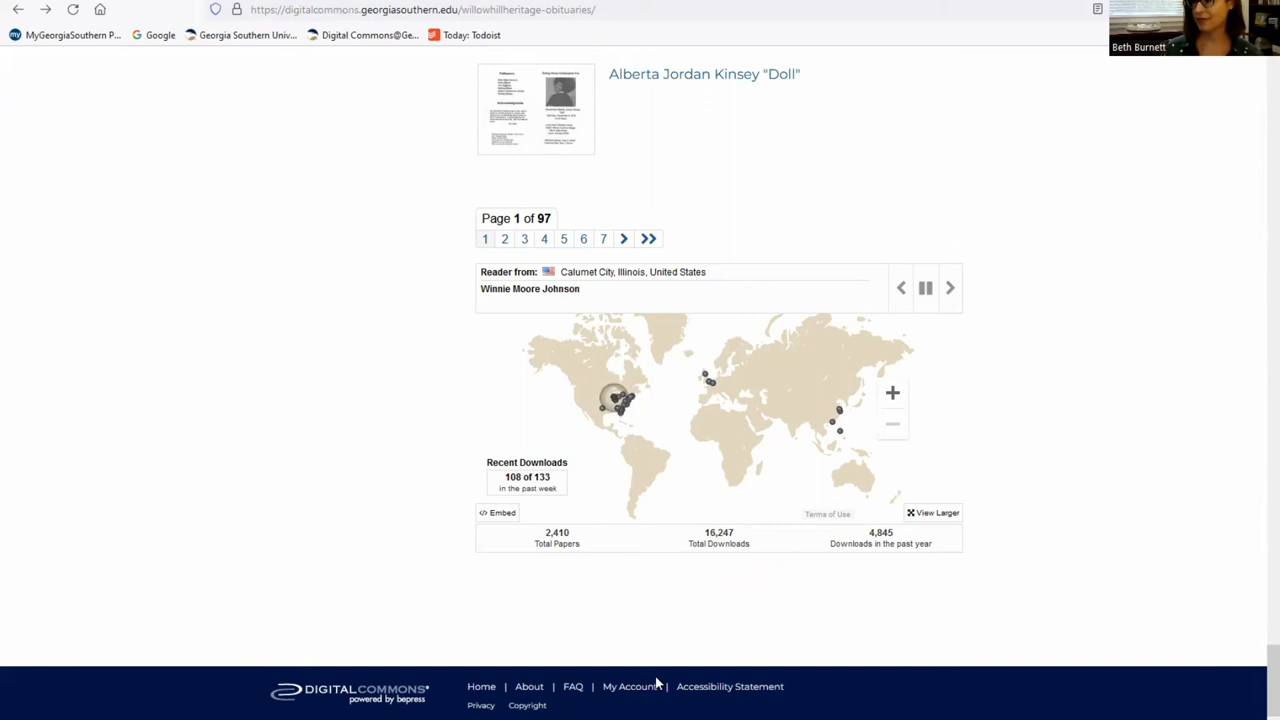 https://digitalcommons.georgiasouthern.edu/willowhillheritage-obituaries/
MyGeorgiaSouthern P...
Google
Georgia Southern Univ...
Digital Commons@Ge...
Today: Todoist
Beth Burnett
Alberta Jordan Kinsey "Doll"
Page 1 of 97
1 2 3 4 5 6 7
Reader from: Calumet City, Illinois, United States
Winnie Moore Johnson
Recent Downloads
108 of 133
in the past week
</> Embed
Terms of Use
View Larger
2,410 16,247 4,845
Total Papers Total Downloads Downloads in the past year
DIGITALCOMMONS
powered by bepress
Home | About | FAQ | My Account | Accessibility Statement
Privacy Copyright